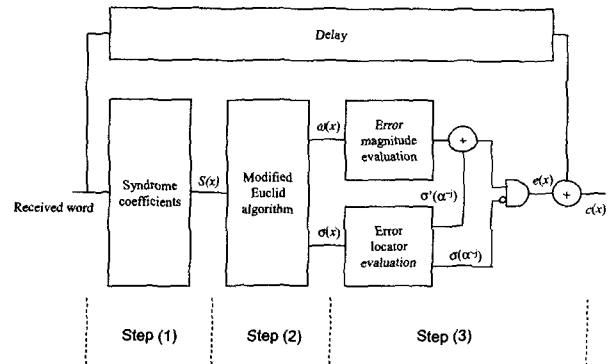 Delay
Received word
Syndrome
coefficients
S(x)
Modified
Euclid
algorithm
ω(x)
σ(x)
Error
magnitude
evaluation
Error
locator
evaluation
+
σ'(α⁻ʲ)
σ(α⁻ʲ)
e(x)
+
c(x)
Step (1)
Step (2)
Step (3)